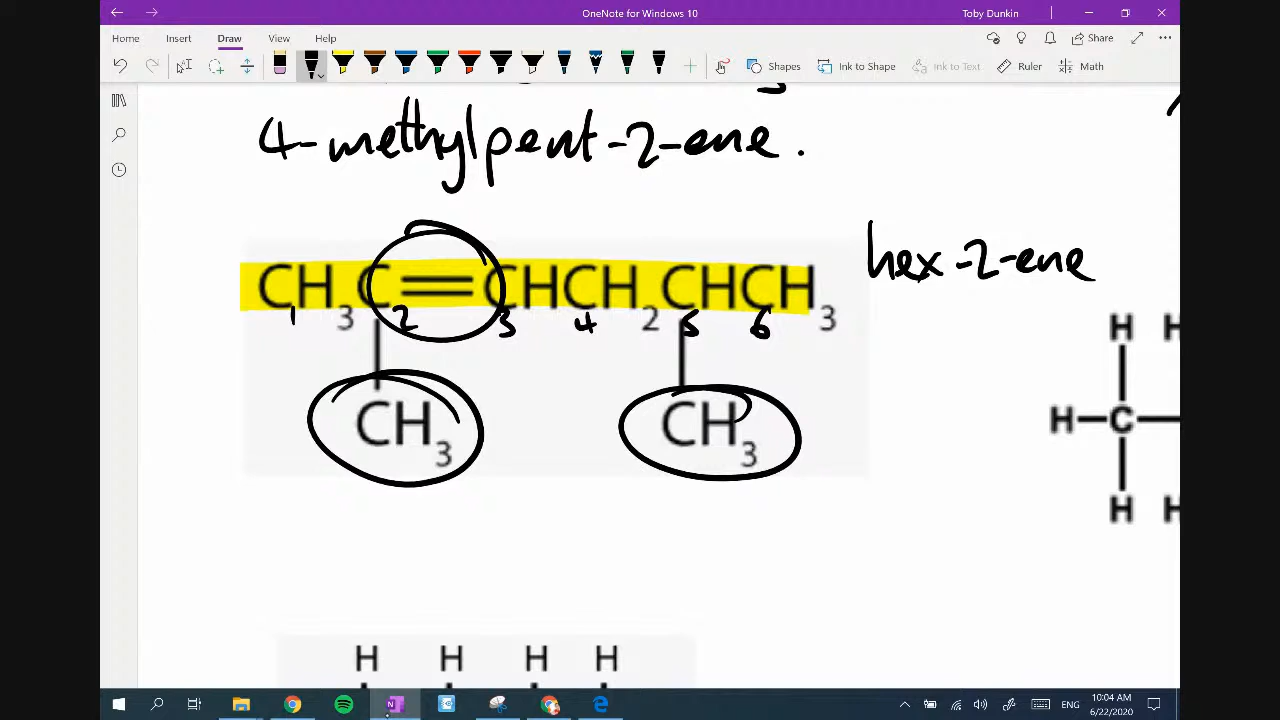 OneNote for Windows 10
Toby Dunkin
Home Insert Draw View Help
Share
Shapes Ink to Shape Ink to Text Ruler Math
4-methylpent-2-ene.
CH3C=CHCH2CHCH3
1 2 3 4 5 6
CH3 CH3
hex-2-ene
H H
H-C-
H H
H H H H
ENG
10:04 AM
6/22/2020